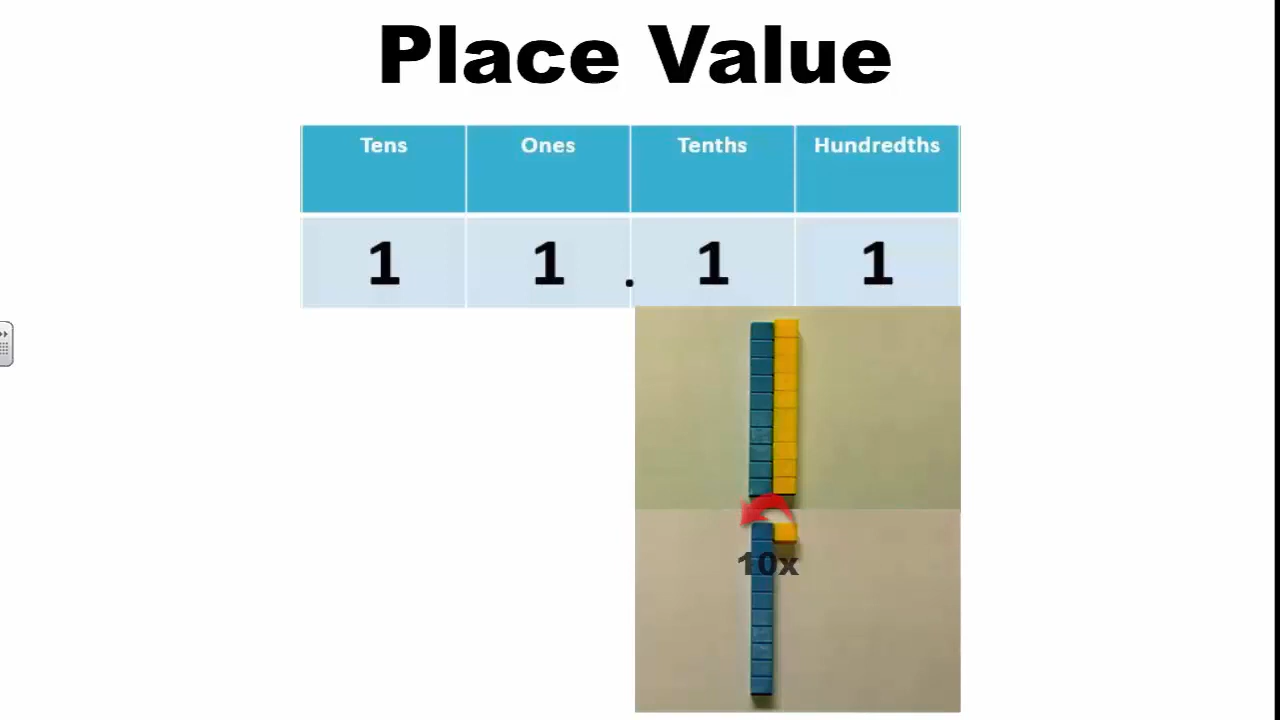 Place Value
Tens Ones Tenths Hundredths
1 1 . 1 1
10x